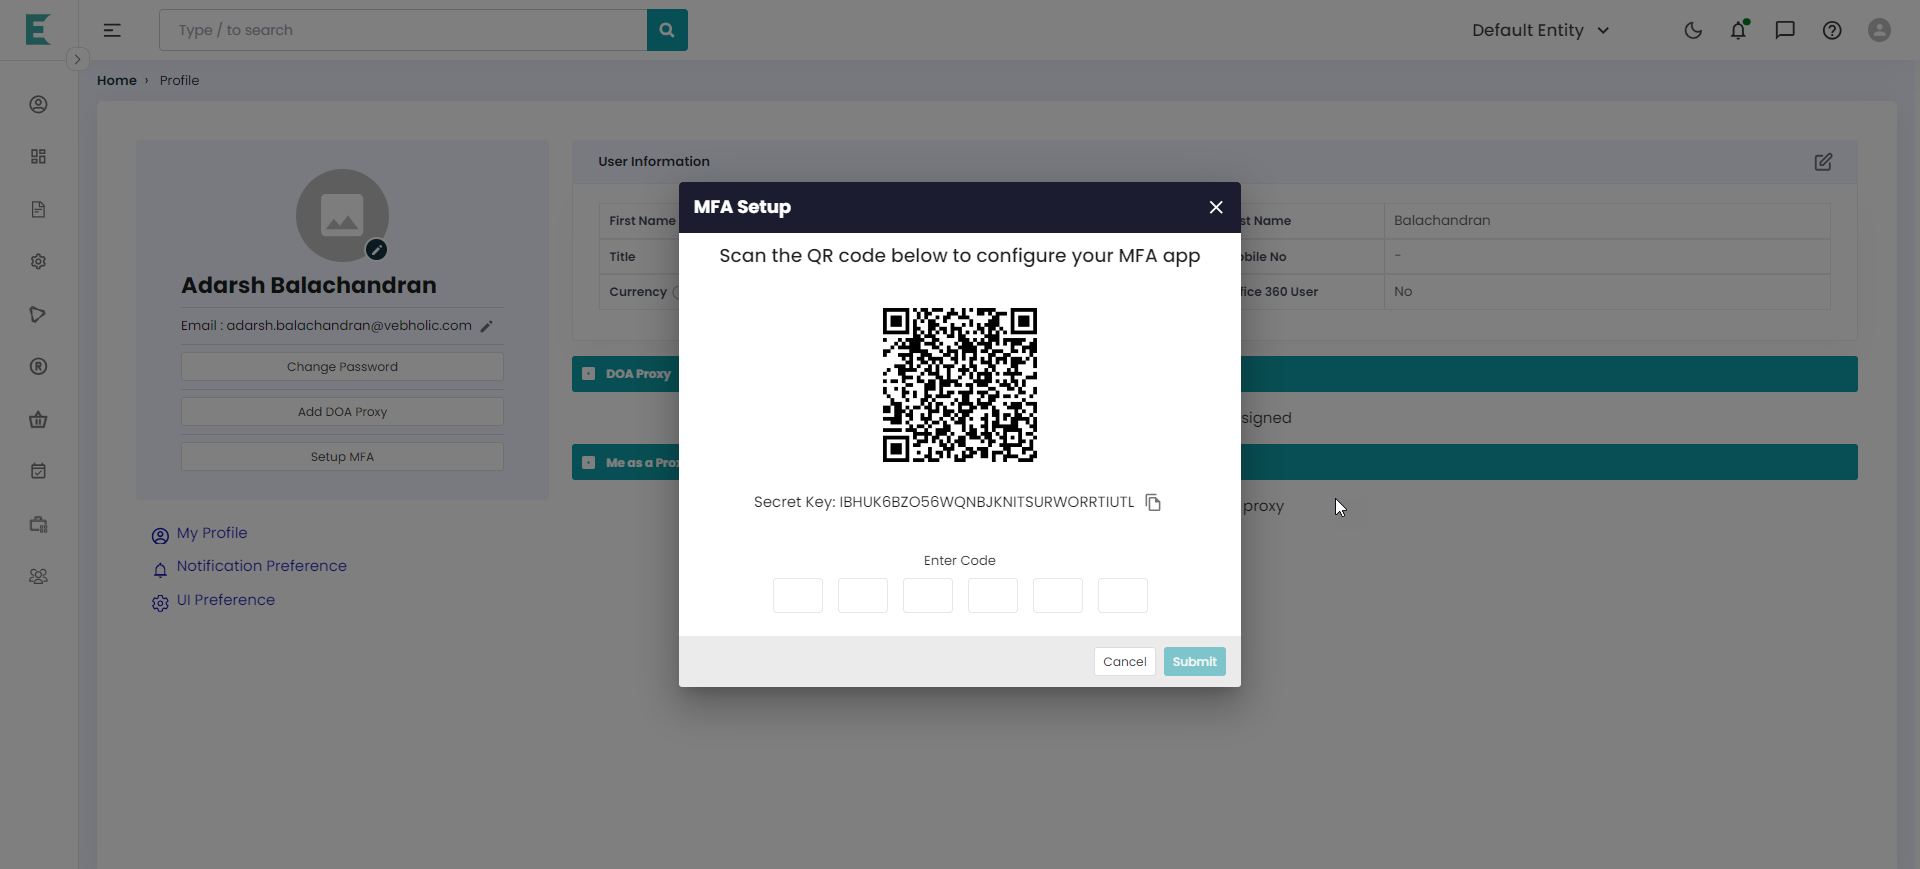 E
Type / to search
Default Entity
Home › Profile
Adarsh Balachandran
Email : adarsh.balachandran@vebholic.com
Change Password
Add DOA Proxy
Setup MFA
My Profile
Notification Preference
UI Preference
User Information
First Name
st Name
Balachandran
Title
bile No
-
Currency
fice 360 User
No
DOA Proxy
signed
Me as a Pro
proxy
MFA Setup
Scan the QR code below to configure your MFA app
Secret Key: IBHUK6BZO56WQNBJKNITSURWORRTIUTL
Enter Code
Cancel
Submit